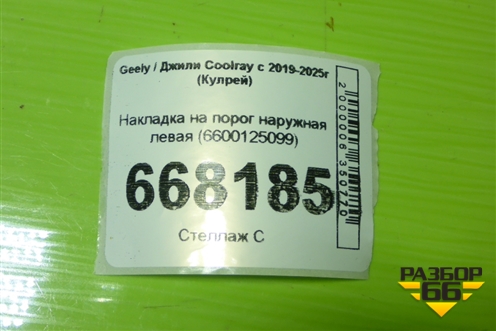 Geely / Джили Coolray с 2019-2025г
(Кулрей)
Накладка на порог наружная
левая (6600125099)
668185
Стеллаж С
2000006350770
РАЗБОР
66